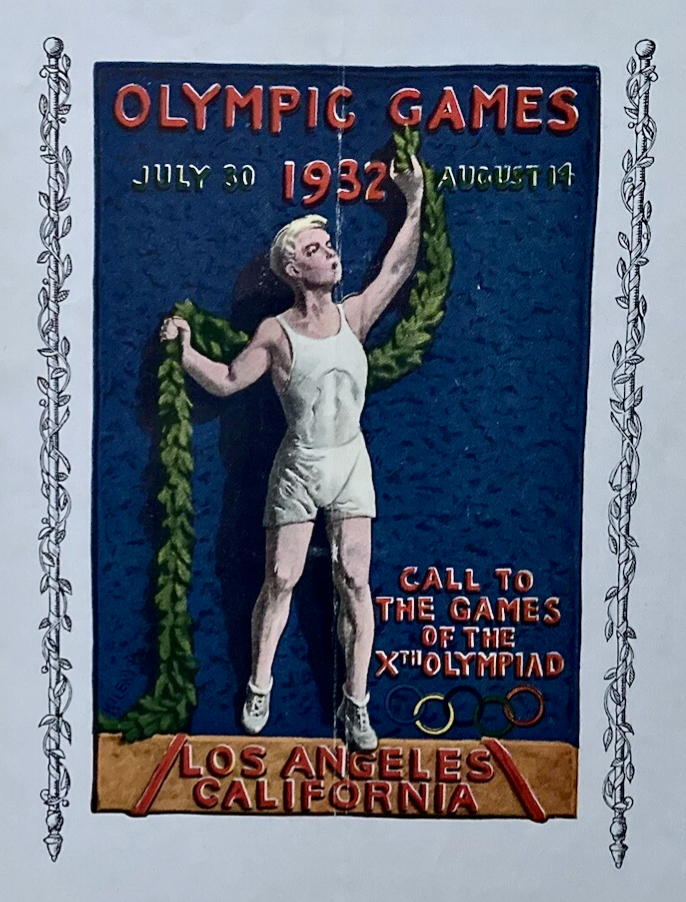 OLYMPIC GAMES
JULY 30 1932 AUGUST 14
CALL TO
THE GAMES
OF THE
XTH OLYMPIAD
LOS ANGELES
CALIFORNIA